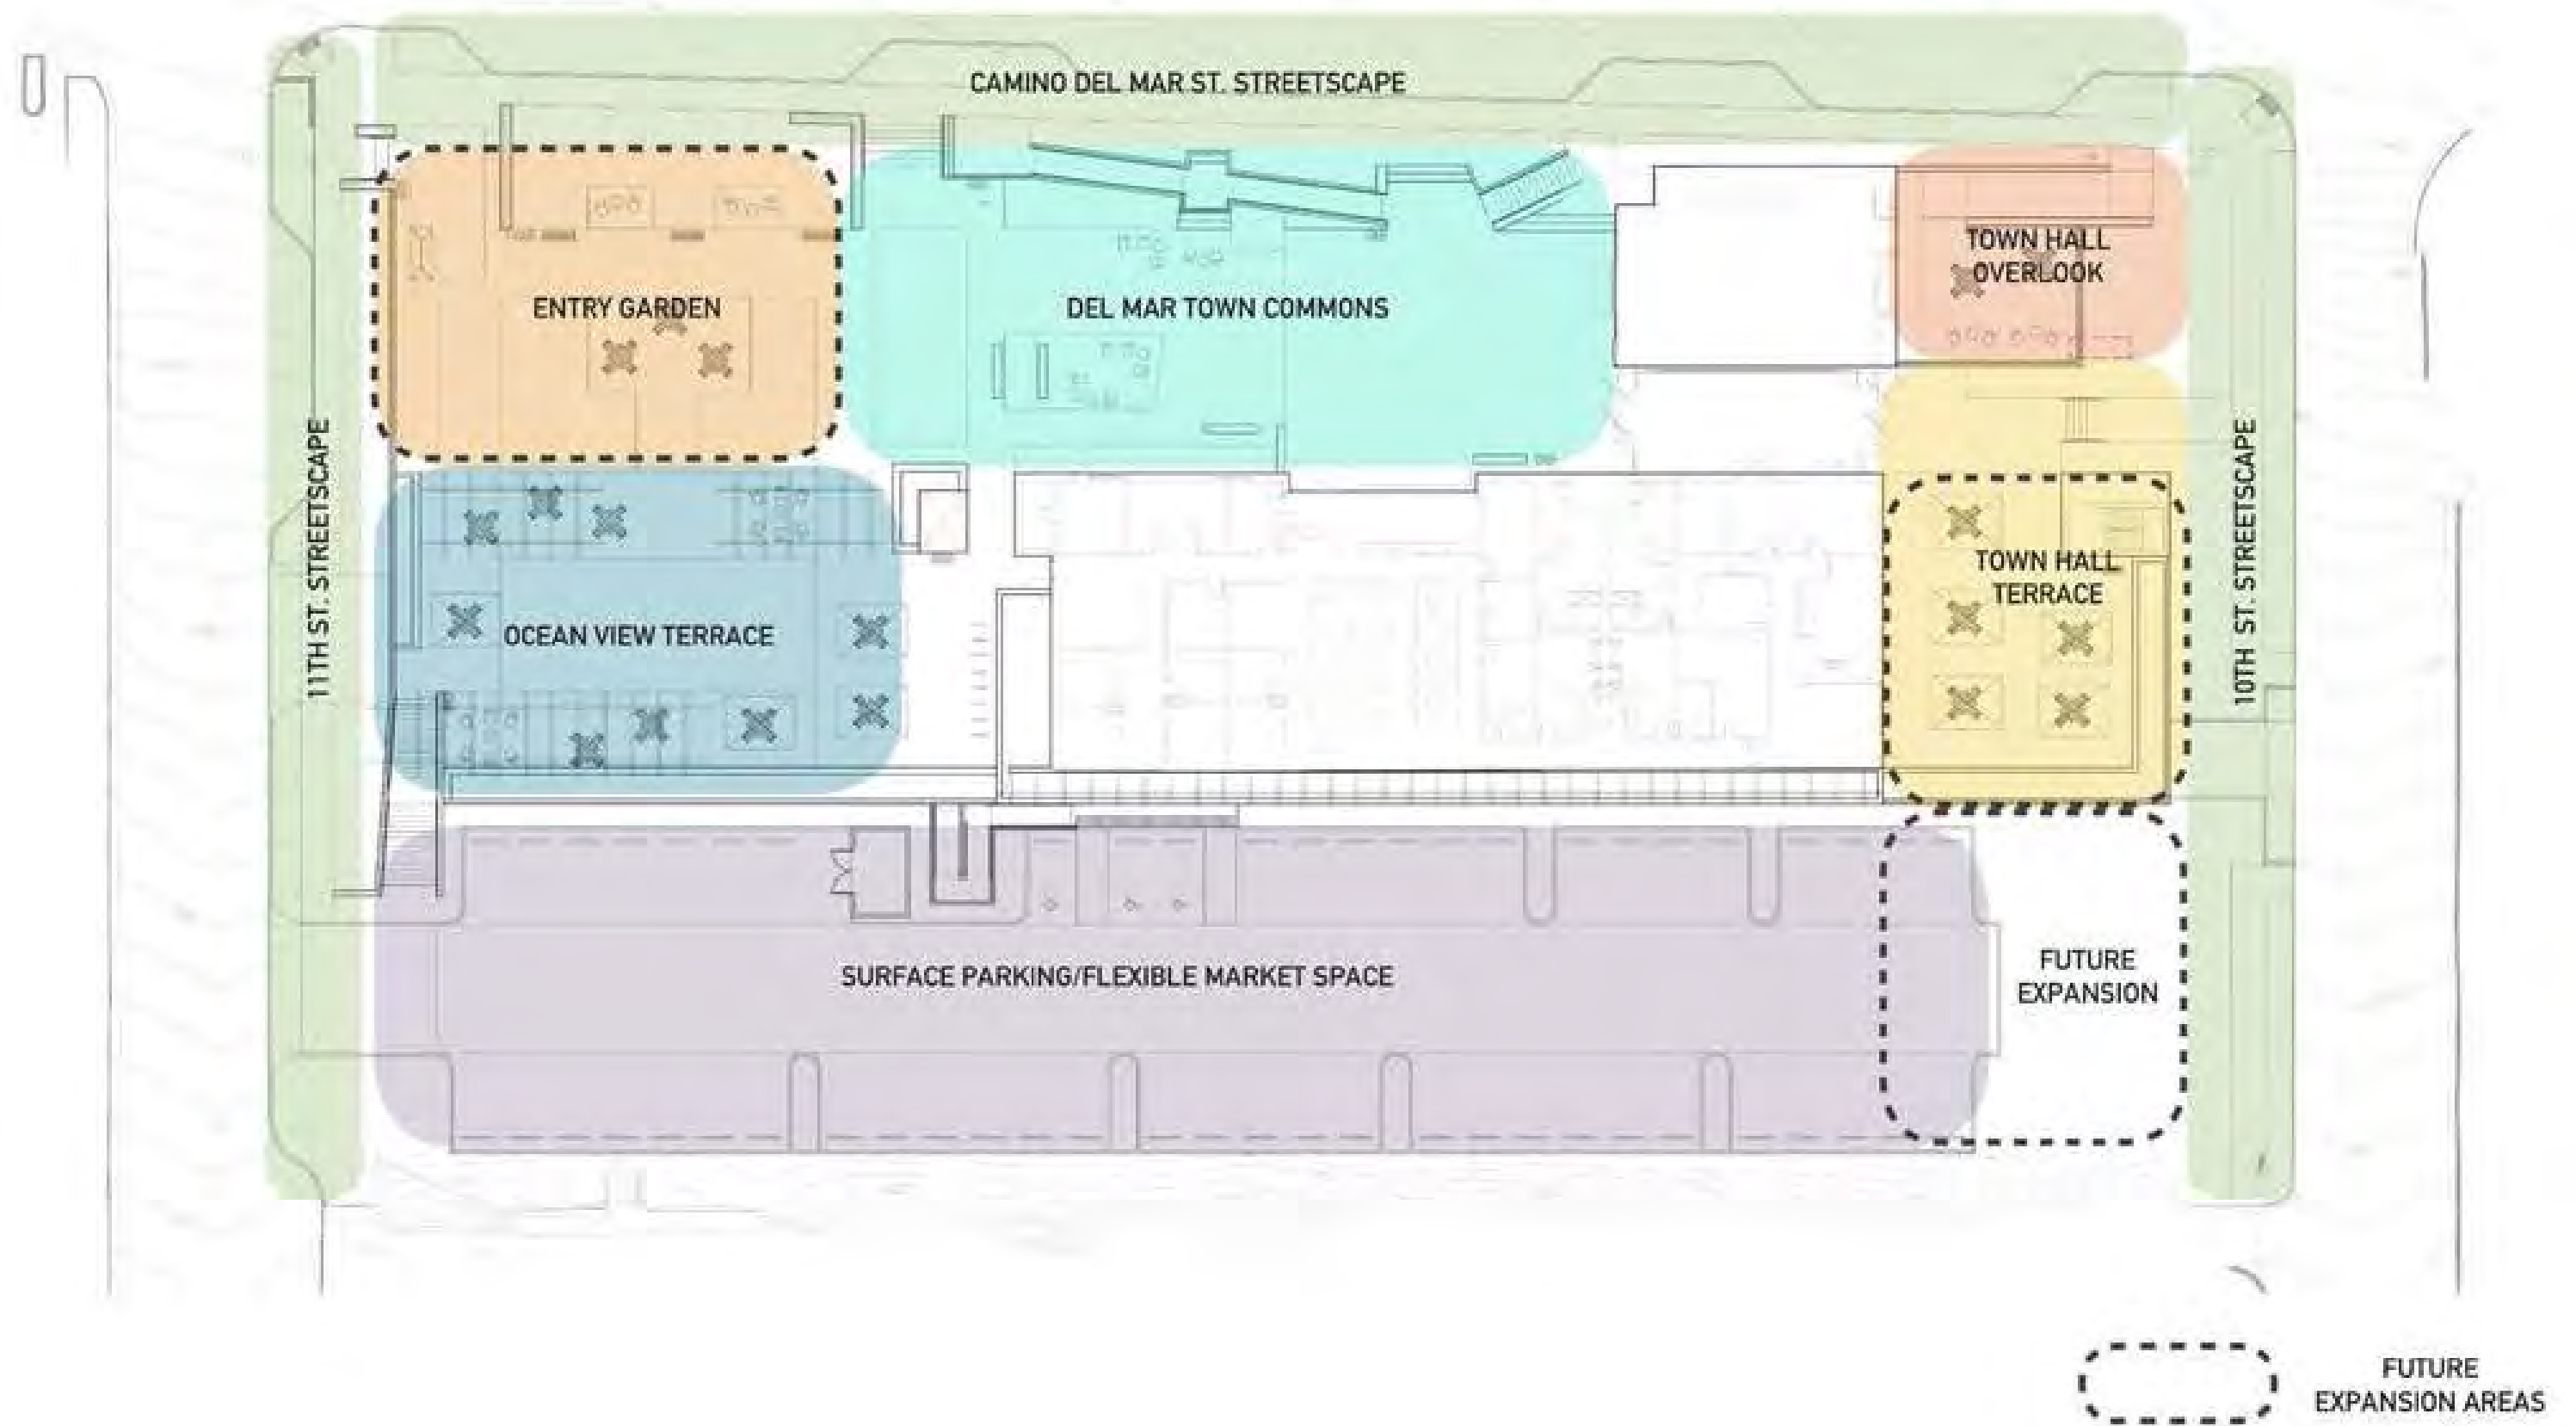 CAMINO DEL MAR ST. STREETSCAPE
TOWN HALL
OVERLOOK
ENTRY GARDEN
DEL MAR TOWN COMMONS
11TH ST. STREETSCAPE
10TH ST. STREETSCAPE
TOWN HALL
TERRACE
OCEAN VIEW TERRACE
SURFACE PARKING/FLEXIBLE MARKET SPACE
FUTURE
EXPANSION
FUTURE
EXPANSION AREAS